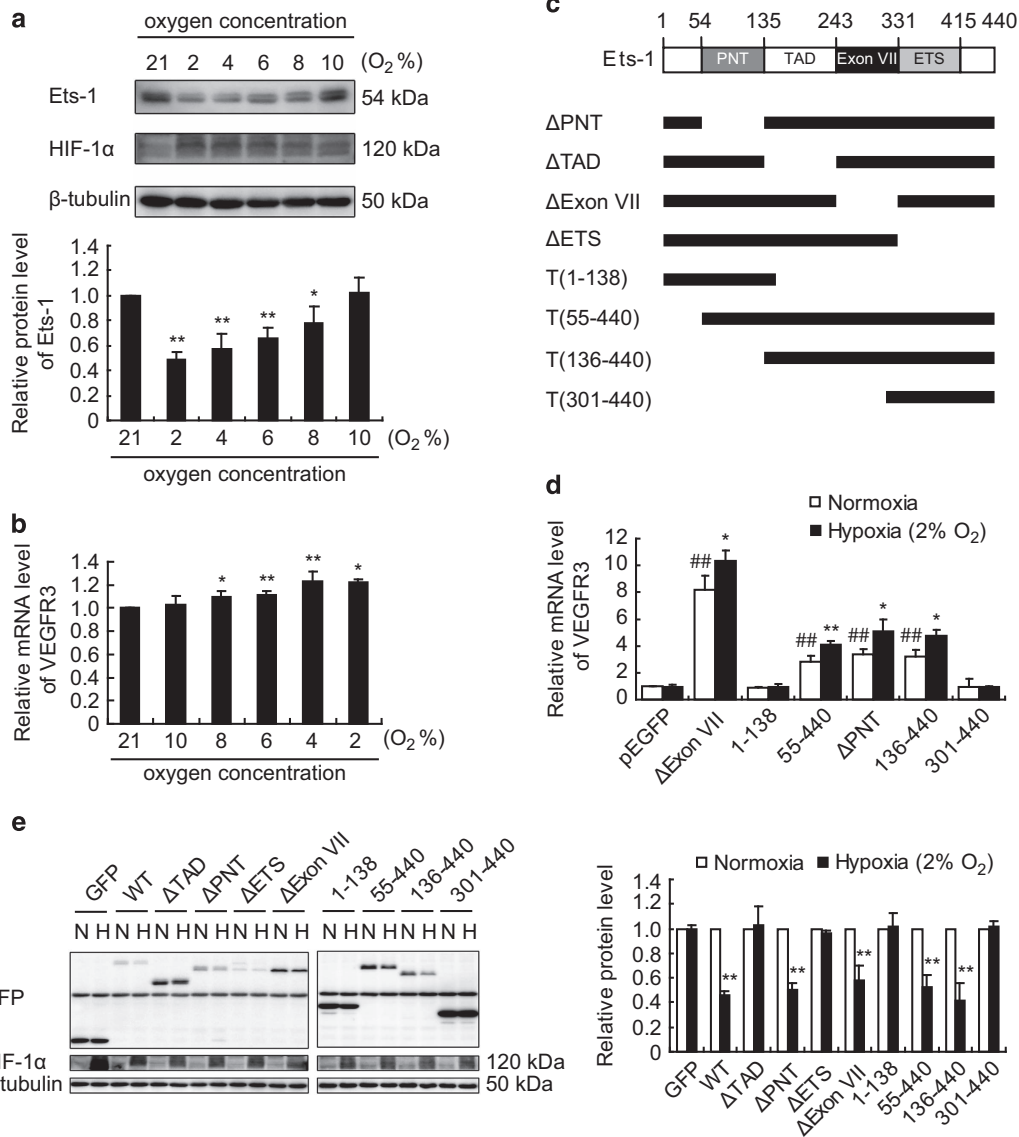 a
oxygen concentration
21 2 4 6 8 10 (O2 %)
Ets-1 54 kDa
HIF-1α 120 kDa
β-tubulin 50 kDa
Relative protein level
of Ets-1
1.4
1.2
1.0
0.8
0.6
0.4
0.2
0
** ** ** *
21 2 4 6 8 10 (O2 %)
oxygen concentration
b
Relative mRNA level
of VEGFR3
1.4
1.2
1.0
0.8
0.6
0.4
0.2
0
* ** ** *
21 10 8 6 4 2 (O2 %)
oxygen concentration
c
1 54 135 243 331 415 440
Ets-1 PNT TAD Exon VII ETS
ΔPNT
ΔTAD
ΔExon VII
ΔETS
T(1-138)
T(55-440)
T(136-440)
T(301-440)
d
Normoxia
Hypoxia (2% O2)
Relative mRNA level
of VEGFR3
12
10
8
6
4
2
0
## * ## ** ## * ## *
pEGFP ΔExon VII 1-138 55-440 ΔPNT 136-440 301-440
e
GFP WT ΔTAD ΔPNT ΔETS ΔExon VII 1-138 55-440 136-440 301-440
N H N H N H N H N H N H N H N H N H N H
FP
IF-1α 120 kDa
tubulin 50 kDa
Normoxia Hypoxia (2% O2)
Relative protein level
1.4
1.2
1.0
0.8
0.6
0.4
0.2
0
** ** ** ** **
GFP WT ΔTAD ΔPNT ΔETS ΔExon VII 1-138 55-440 136-440 301-440